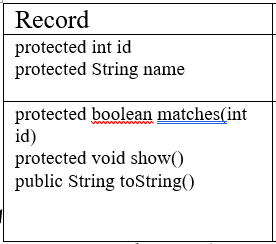 Record
protected int id
protected String name
protected boolean matches(int
id)
protected void show()
public String toString()